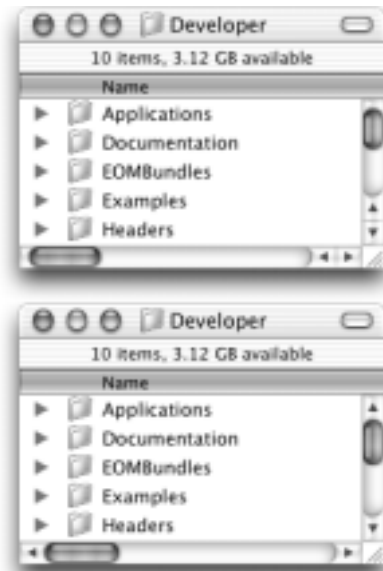 Developer
10 items, 3.12 GB available
Name
Applications
Documentation
EOMBundles
Examples
Headers
Developer
10 items, 3.12 GB available
Name
Applications
Documentation
EOMBundles
Examples
Headers